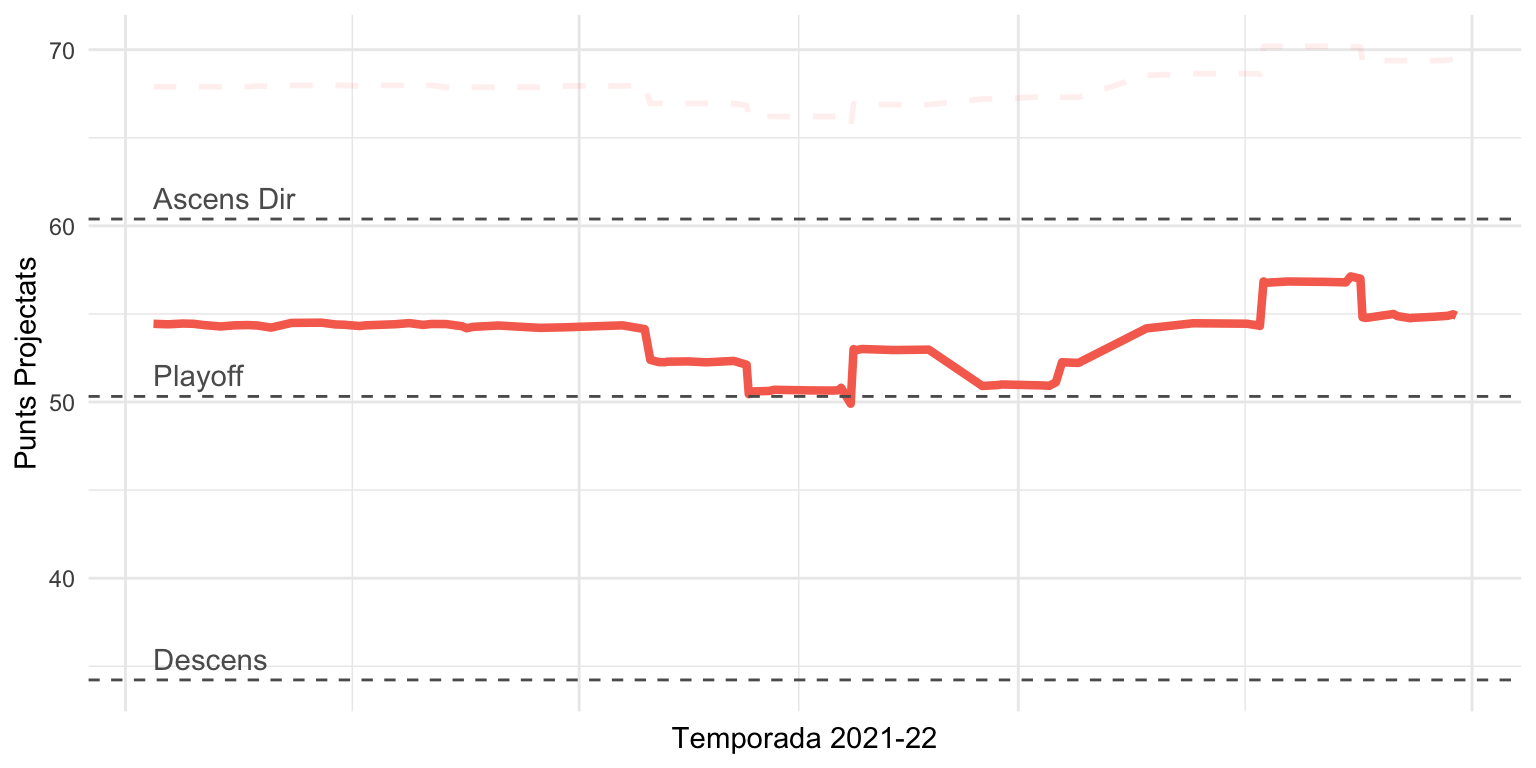 70
Ascens Dir
60
Playoff
50
40
Descens
Punts Projectats
Temporada 2021-22